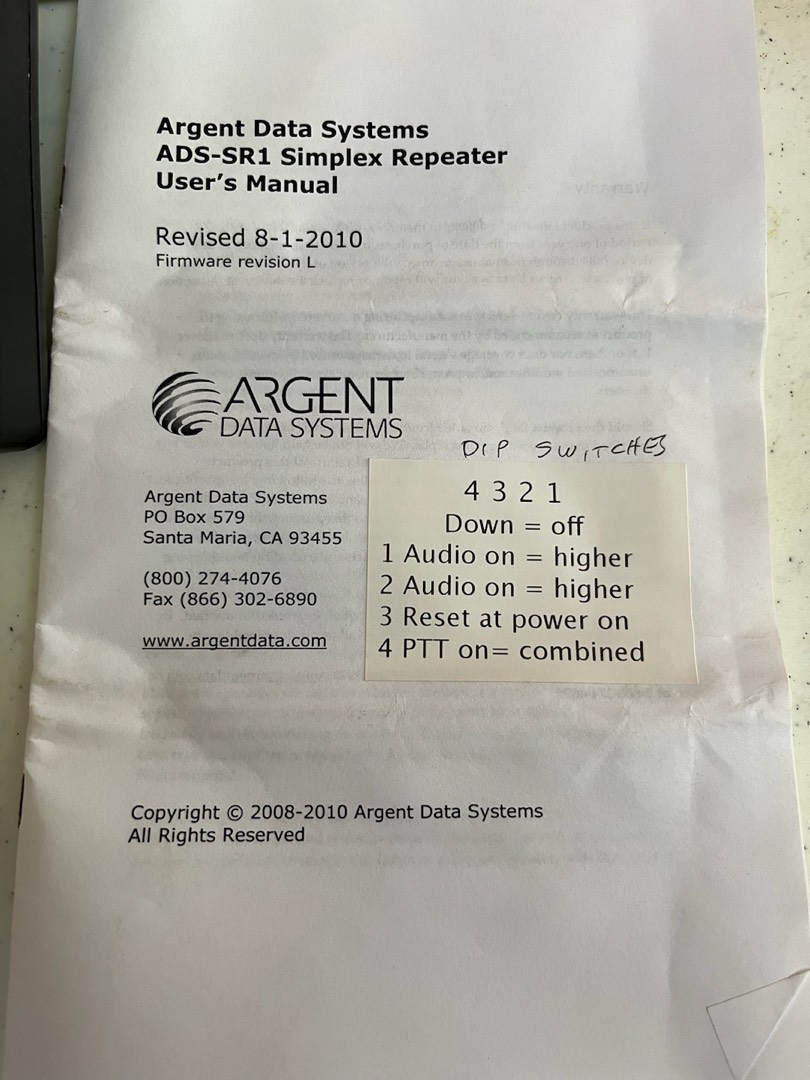 Argent Data Systems
ADS-SR1 Simplex Repeater
User's Manual
Revised 8-1-2010
Firmware revision L
ARGENT
DATA SYSTEMS
Argent Data Systems
PO Box 579
Santa Maria, CA 93455
(800) 274-4076
Fax (866) 302-6890
www.argentdata.com
DIP SWITCHES
4 3 2 1
Down = off
1 Audio on = higher
2 Audio on = higher
3 Reset at power on
4 PTT on= combined
Copyright © 2008-2010 Argent Data Systems
All Rights Reserved